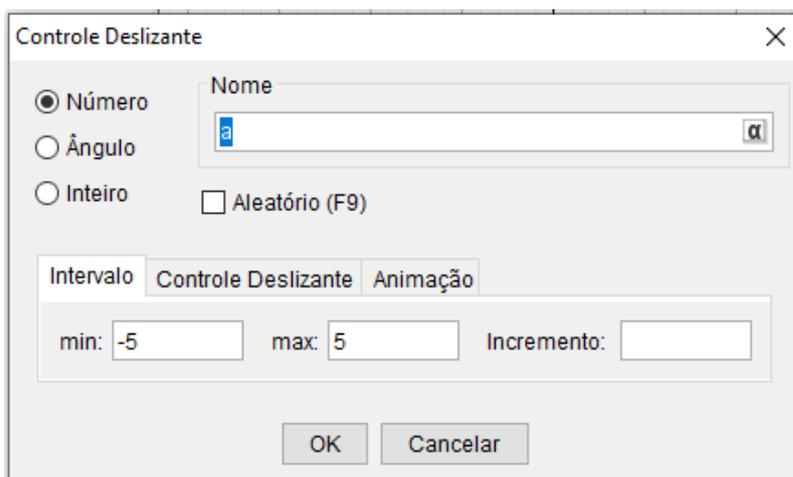 Controle Deslizante
Número
Nome
a
α
Ângulo
Inteiro
Aleatório (F9)
Intervalo Controle Deslizante Animação
min: -5 max: 5 Incremento:
OK Cancelar